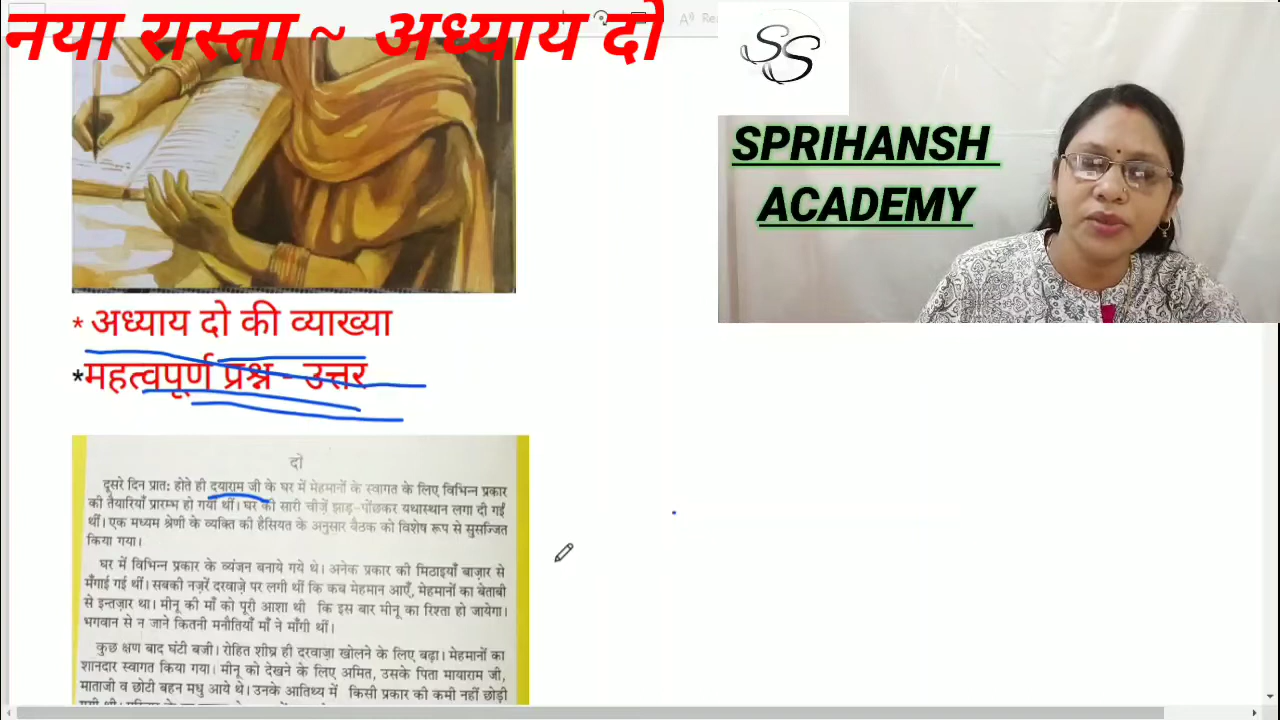 नया रास्ता ~ अध्याय दो
SS
SPRIHANSH
ACADEMY
* अध्याय दो की व्याख्या
*महत्वपूर्ण प्रश्न - उत्तर
दो
दूसरे दिन प्रात: होते ही दयाराम जी के घर में मेहमानों के स्वागत के लिए विभिन्न प्रकार
की तैयारियाँ प्रारम्भ हो गयी थीं। घर की सारी चीज़ें झाड़-पोंछकर यथास्थान लगा दी गई
थीं। एक मध्यम श्रेणी के व्यक्ति की हैसियत के अनुसार बैठक को विशेष रूप से सुसज्जित
किया गया।
घर में विभिन्न प्रकार के व्यंजन बनाये गये थे। अनेक प्रकार की मिठाइयाँ बाज़ार से
मँगाई गई थीं। सबकी नज़रें दरवाज़े पर लगी थीं कि कब मेहमान आएँ, मेहमानों का बेताबी
से इन्तज़ार था। मीनू की माँ को पूरी आशा थी कि इस बार मीनू का रिश्ता हो जायेगा।
भगवान से न जाने कितनी मनौतियाँ माँ ने माँगी थीं।
कुछ क्षण बाद घंटी बजी। रोहित शीघ्र ही दरवाज़ा खोलने के लिए बढ़ा। मेहमानों का
शानदार स्वागत किया गया। मीनू को देखने के लिए अमित, उसके पिता मायाराम जी,
माताजी व छोटी बहन मधु आये थे। उनके आतिथ्य में किसी प्रकार की कमी नहीं छोड़ी